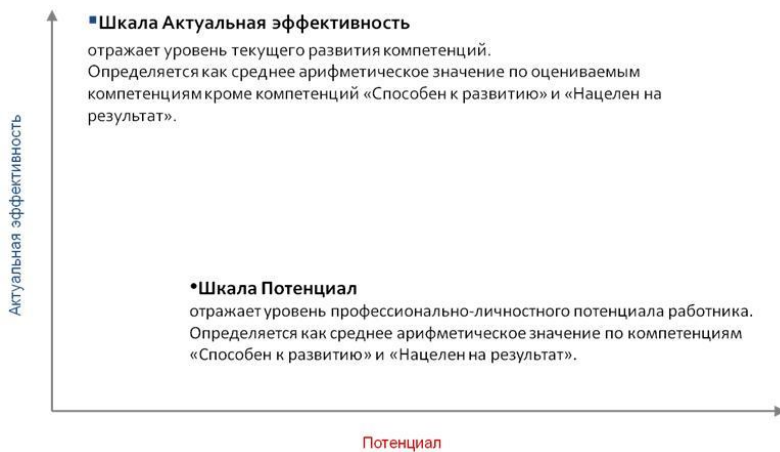 ▪Шкала Актуальная эффективность
отражает уровень текущего развития компетенций.
Определяется как среднее арифметическое значение по оцениваемым
компетенциям кроме компетенций «Способен к развитию» и «Нацелен на
результат».
Актуальная эффективность
•Шкала Потенциал
отражает уровень профессионально-личностного потенциала работника.
Определяется как среднее арифметическое значение по компетенциям
«Способен к развитию» и «Нацелен на результат».
Потенциал